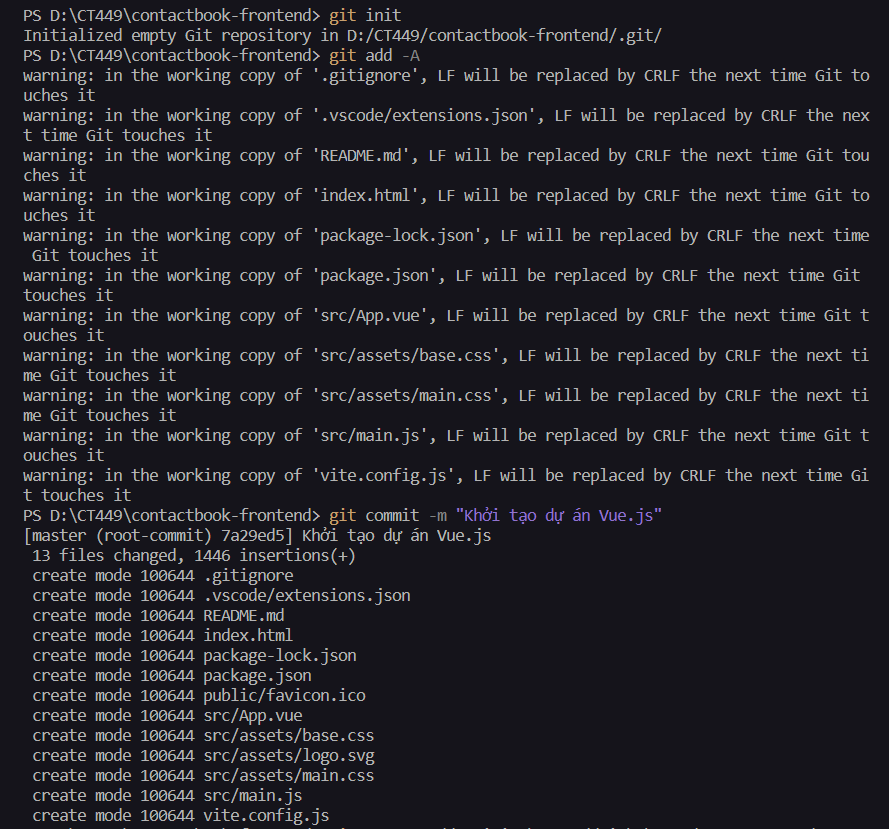 PS D:\CT449\contactbook-frontend> git init
Initialized empty Git repository in D:/CT449/contactbook-frontend/.git/
PS D:\CT449\contactbook-frontend> git add -A
warning: in the working copy of '.gitignore', LF will be replaced by CRLF the next time Git to
uches it
warning: in the working copy of '.vscode/extensions.json', LF will be replaced by CRLF the nex
t time Git touches it
warning: in the working copy of 'README.md', LF will be replaced by CRLF the next time Git tou
ches it
warning: in the working copy of 'index.html', LF will be replaced by CRLF the next time Git to
uches it
warning: in the working copy of 'package-lock.json', LF will be replaced by CRLF the next time
 Git touches it
warning: in the working copy of 'package.json', LF will be replaced by CRLF the next time Git
touches it
warning: in the working copy of 'src/App.vue', LF will be replaced by CRLF the next time Git t
ouches it
warning: in the working copy of 'src/assets/base.css', LF will be replaced by CRLF the next ti
me Git touches it
warning: in the working copy of 'src/assets/main.css', LF will be replaced by CRLF the next ti
me Git touches it
warning: in the working copy of 'src/main.js', LF will be replaced by CRLF the next time Git t
ouches it
warning: in the working copy of 'vite.config.js', LF will be replaced by CRLF the next time Gi
t touches it
PS D:\CT449\contactbook-frontend> git commit -m "Khởi tạo dự án Vue.js"
[master (root-commit) 7a29ed5] Khởi tạo dự án Vue.js
 13 files changed, 1446 insertions(+)
 create mode 100644 .gitignore
 create mode 100644 .vscode/extensions.json
 create mode 100644 README.md
 create mode 100644 index.html
 create mode 100644 package-lock.json
 create mode 100644 package.json
 create mode 100644 public/favicon.ico
 create mode 100644 src/App.vue
 create mode 100644 src/assets/base.css
 create mode 100644 src/assets/logo.svg
 create mode 100644 src/assets/main.css
 create mode 100644 src/main.js
 create mode 100644 vite.config.js